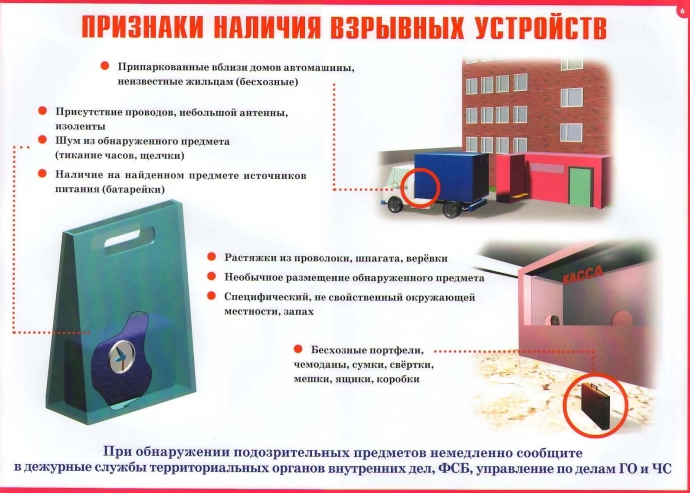 6
ПРИЗНАКИ НАЛИЧИЯ ВЗРЫВНЫХ УСТРОЙСТВ
Припаркованные вблизи домов автомашины,
неизвестные жильцам (бесхозные)
Присутствие проводов, небольшой антенны,
изоленты
Шум из обнаруженного предмета
(тикание часов, щелчки)
Наличие на найденном предмете источников
питания (батарейки)
Растяжки из проволоки, шпагата, верёвки
Необычное размещение обнаруженного предмета
Специфический, не свойственный окружающей
местности, запах
КАССА
Бесхозные портфели,
чемоданы, сумки, свёртки,
мешки, ящики, коробки
При обнаружении подозрительных предметов немедленно сообщите
в дежурные службы территориальных органов внутренних дел, ФСБ, управление по делам ГО и ЧС